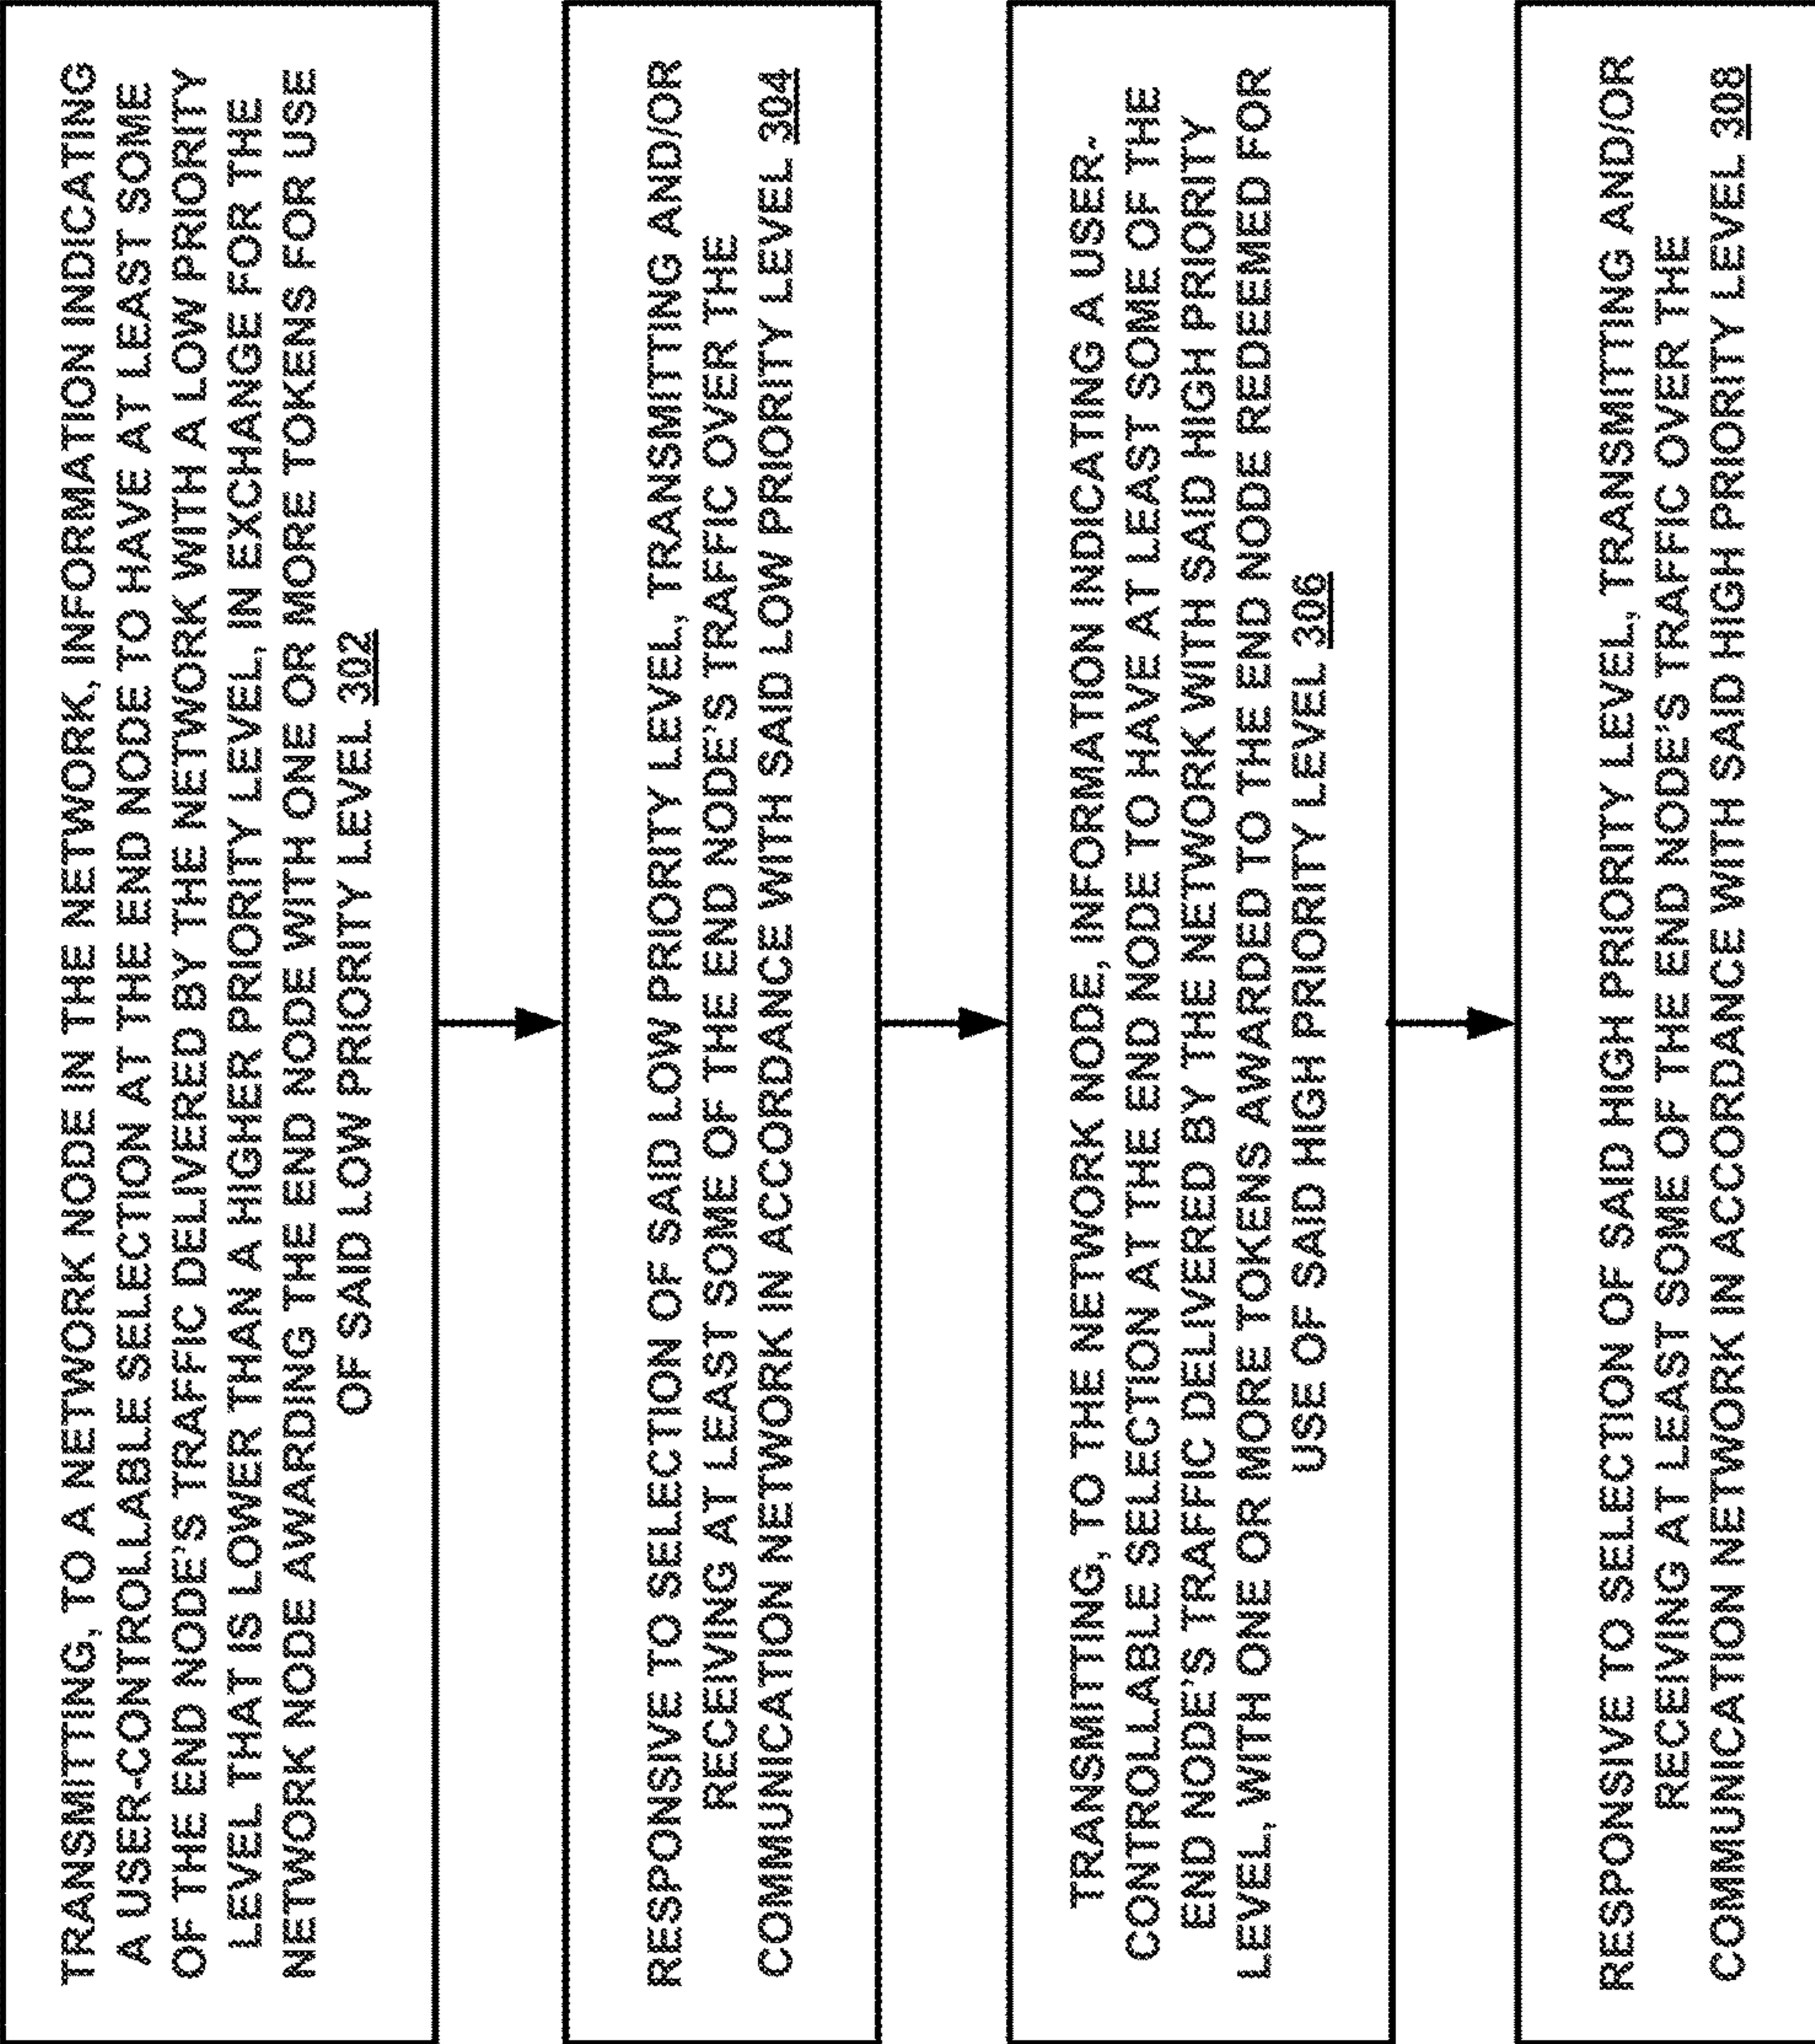 TRANSMITTING, TO A NETWORK NODE IN THE NETWORK, INFORMATION INDICATING
A USER-CONTROLLABLE SELECTION AT THE END NODE TO HAVE AT LEAST SOME
OF THE END NODE'S TRAFFIC DELIVERED BY THE NETWORK WITH A LOW PRIORITY
LEVEL THAT IS LOWER THAN A HIGHER PRIORITY LEVEL, IN EXCHANGE FOR THE
NETWORK NODE AWARDING THE END NODE WITH ONE OR MORE TOKENS FOR USE
OF SAID LOW PRIORITY LEVEL 302
RESPONSIVE TO SELECTION OF SAID LOW PRIORITY LEVEL, TRANSMITTING AND/OR
RECEIVING AT LEAST SOME OF THE END NODE'S TRAFFIC OVER THE
COMMUNICATION NETWORK IN ACCORDANCE WITH SAID LOW PRIORITY LEVEL 304
TRANSMITTING, TO THE NETWORK NODE, INFORMATION INDICATING A USER-
CONTROLLABLE SELECTION AT THE END NODE TO HAVE AT LEAST SOME OF THE
END NODE'S TRAFFIC DELIVERED BY THE NETWORK WITH SAID HIGH PRIORITY
LEVEL, WITH ONE OR MORE TOKENS AWARDED TO THE END NODE REDEEMED FOR
USE OF SAID HIGH PRIORITY LEVEL 306
RESPONSIVE TO SELECTION OF SAID HIGH PRIORITY LEVEL, TRANSMITTING AND/OR
RECEIVING AT LEAST SOME OF THE END NODE'S TRAFFIC OVER THE
COMMUNICATION NETWORK IN ACCORDANCE WITH SAID HIGH PRIORITY LEVEL 308